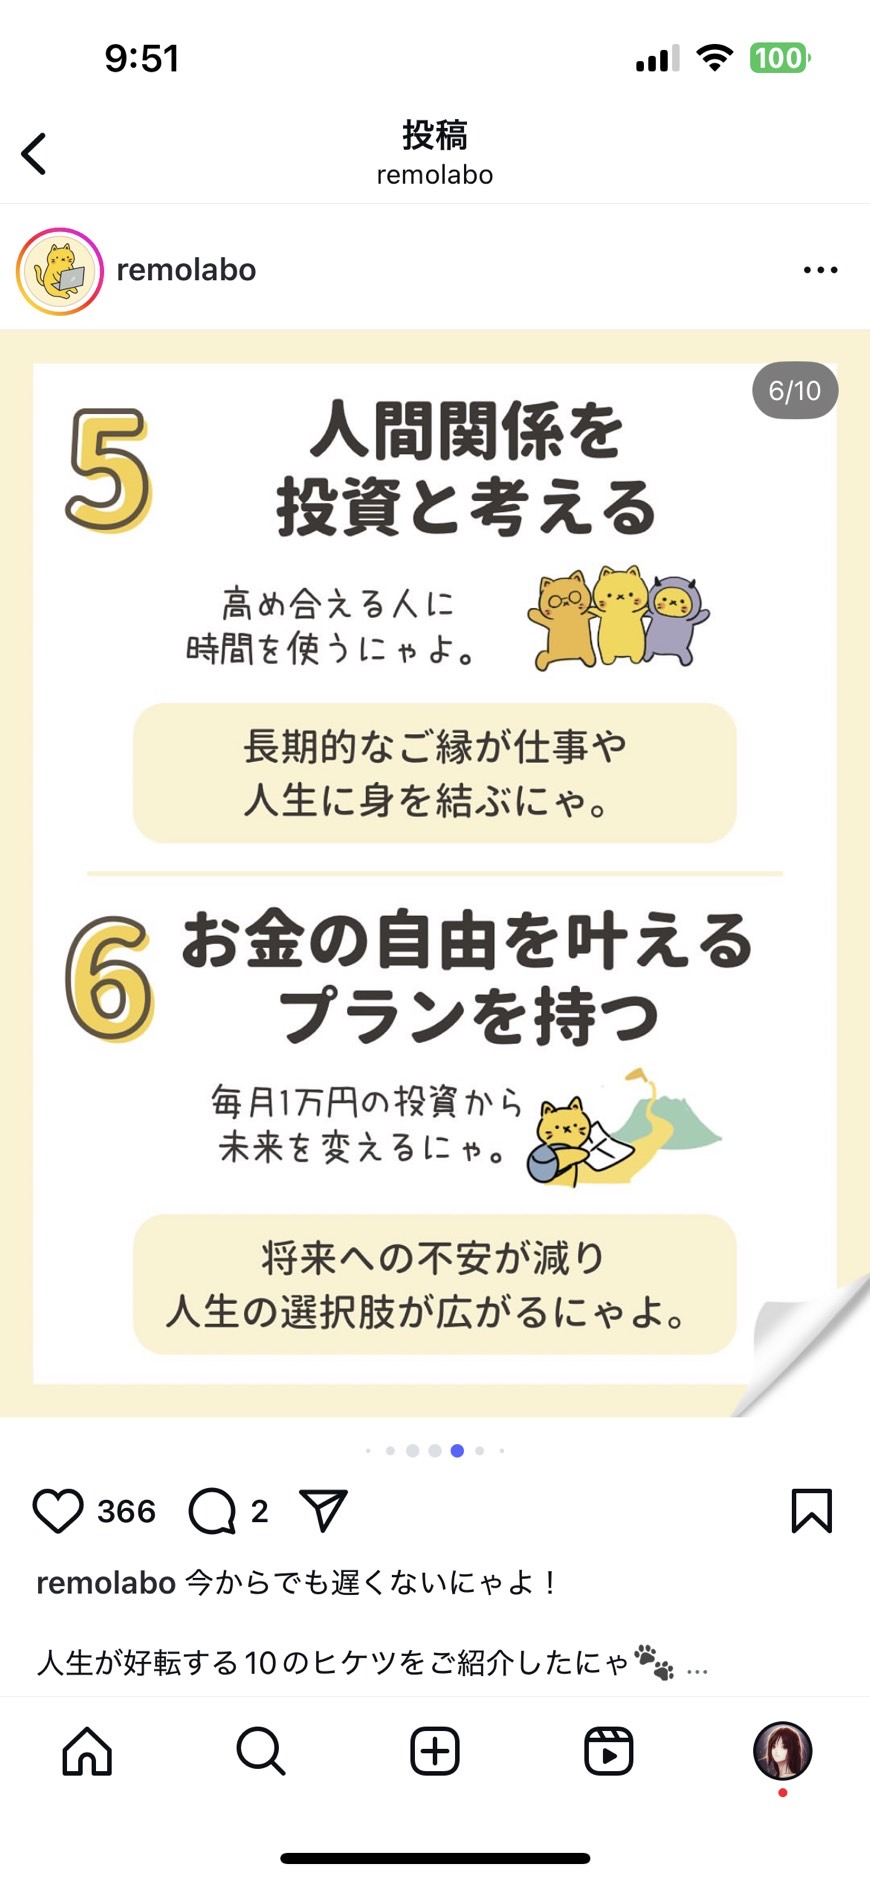 9:51
100
投稿
remolabo
remolabo
6/10
5
人間関係を
投資と考える
高め合える人に
時間を使うにゃよ。
長期的なご縁が仕事や
人生に身を結ぶにゃ。
6
お金の自由を叶える
プランを持つ
毎月1万円の投資から
未来を変えるにゃ。
将来への不安が減り
人生の選択肢が広がるにゃよ。
366
2
remolabo 今からでも遅くないにゃよ！
人生が好転する10のヒケツをご紹介したにゃ🐾 ...